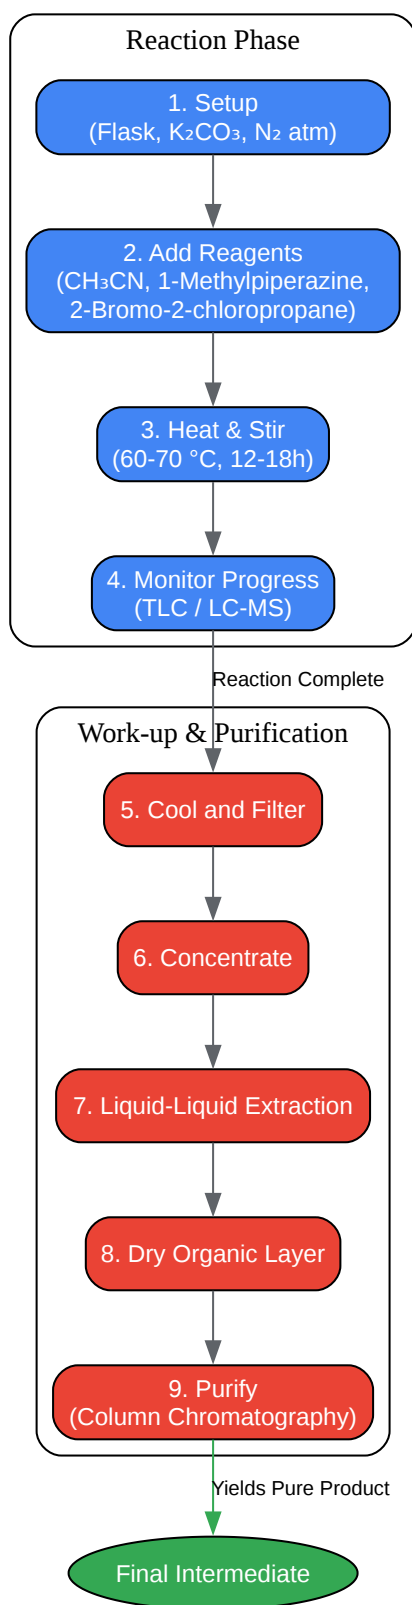 Reaction Phase
1. Setup
(Flask, K₂CO₃, N₂ atm)
2. Add Reagents
(CH₃CN, 1-Methylpiperazine,
2-Bromo-2-chloropropane)
3. Heat & Stir
(60-70 °C, 12-18h)
4. Monitor Progress
(TLC / LC-MS)
Reaction Complete
Work-up & Purification
5. Cool and Filter
6. Concentrate
7. Liquid-Liquid Extraction
8. Dry Organic Layer
9. Purify
(Column Chromatography)
Yields Pure Product
Final Intermediate